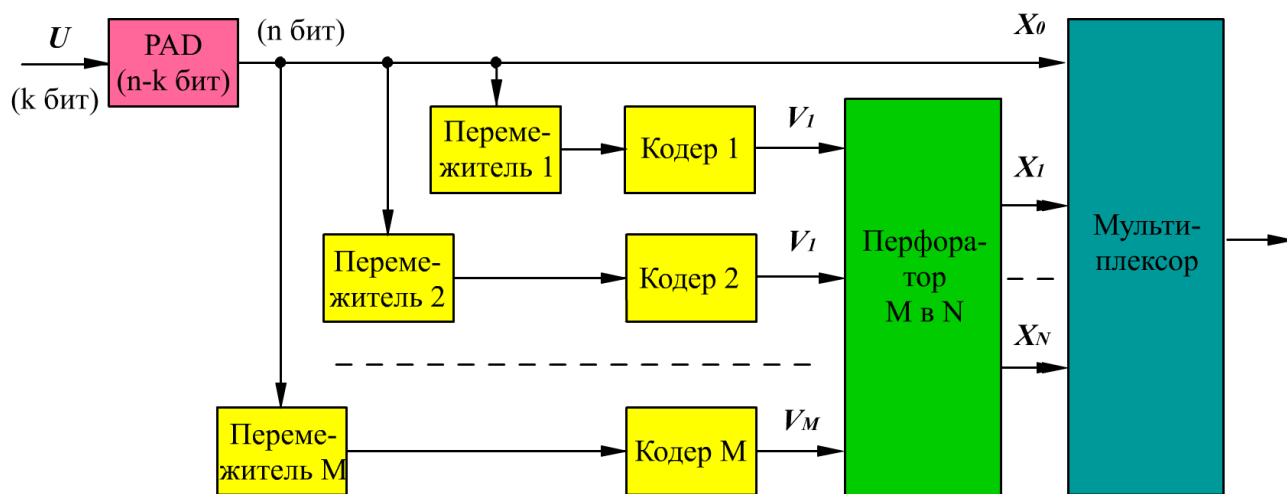 U
(k бит)
PAD
(n-k бит)
(n бит)
X0
Переме-
житель 1
Кодер 1
V1
X1
Переме-
житель 2
Кодер 2
V1
Перфора-
тор
M в N
Мульти-
плексор
XN
Переме-
житель M
Кодер M
VM